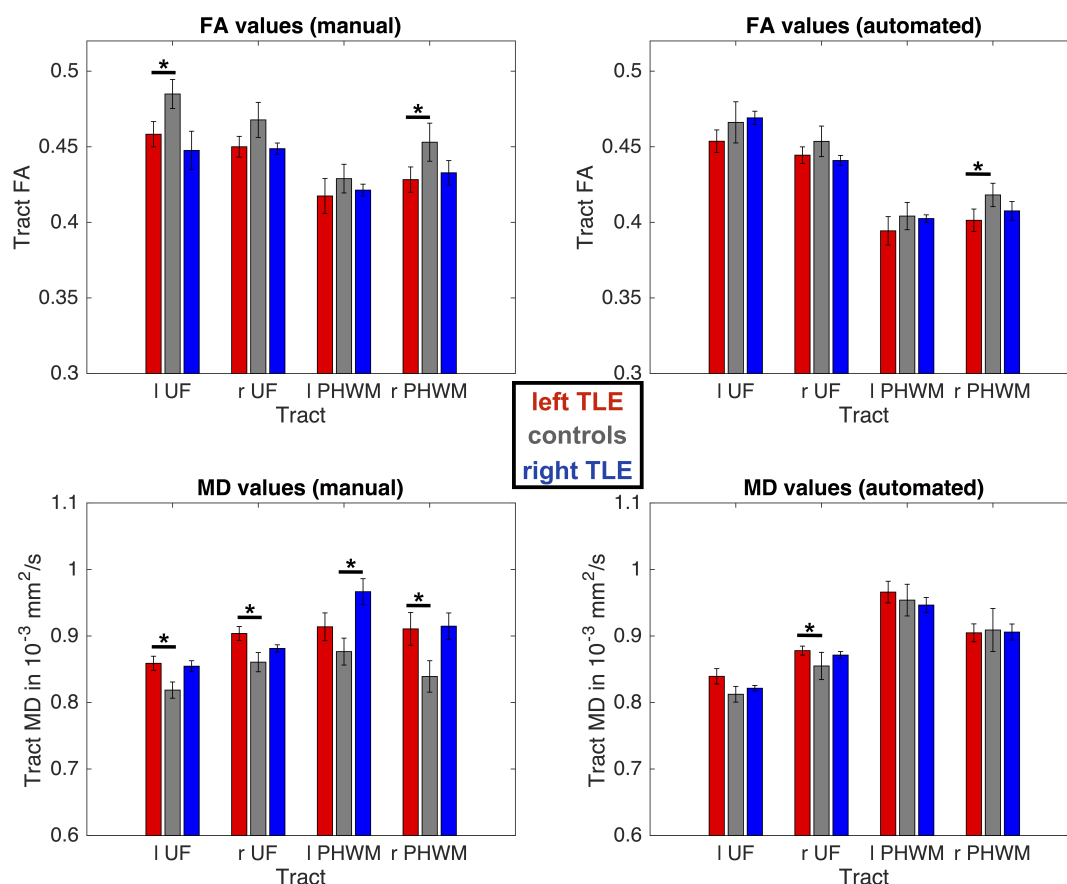 FA values (manual)
*
*
0.5
0.45
0.4
0.35
0.3
Tract FA
l UF
r UF
l PHWM
r PHWM
Tract
FA values (automated)
*
0.5
0.45
0.4
0.35
0.3
Tract FA
l UF
r UF
l PHWM
r PHWM
Tract
left TLE
controls
right TLE
MD values (manual)
*
*
*
*
1.1
1
0.9
0.8
0.7
0.6
Tract MD in 10⁻³ mm²/s
l UF
r UF
l PHWM
r PHWM
Tract
MD values (automated)
*
1.1
1
0.9
0.8
0.7
0.6
Tract MD in 10⁻³ mm²/s
l UF
r UF
l PHWM
r PHWM
Tract